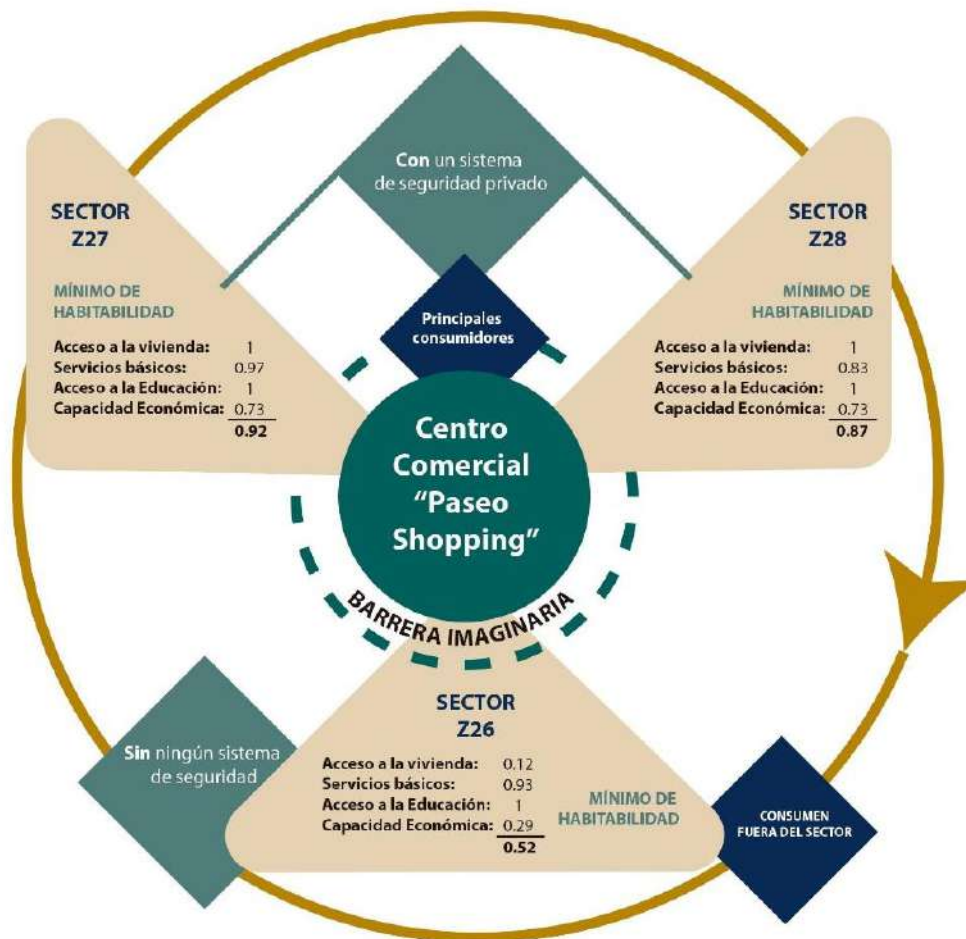 Con un sistema
de seguridad privado
SECTOR
Z27
MÍNIMO DE
HABITABILIDAD
Acceso a la vivienda: 1
Servicios básicos: 0.97
Acceso a la Educación: 1
Capacidad Económica: 0.73
0.92
SECTOR
Z28
MÍNIMO DE
HABITABILIDAD
Acceso a la vivienda: 1
Servicios básicos: 0.83
Acceso a la Educación: 1
Capacidad Económica: 0.73
0.87
Principales
consumidores
Centro
Comercial
“Paseo
Shopping”
BARRERA IMAGINARIA
SECTOR
Z26
Acceso a la vivienda: 0.12
Servicios básicos: 0.93
Acceso a la Educación: 1
Capacidad Económica: 0.29
0.52
MÍNIMO DE
HABITABILIDAD
Sin ningún sistema
de seguridad
CONSUMEN
FUERA DEL SECTOR